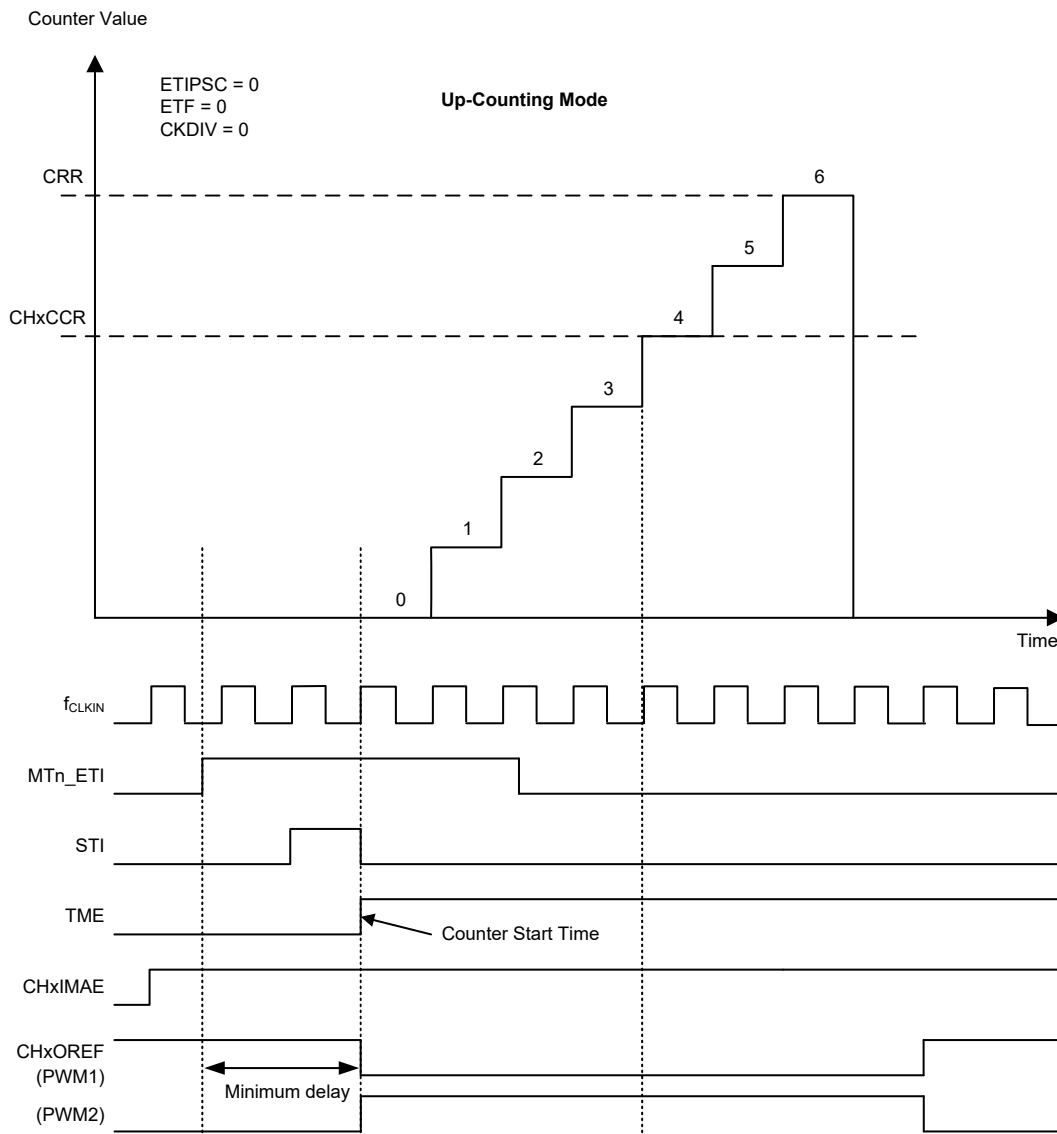 Counter Value
ETIPSC = 0
ETF = 0
CKDIV = 0
Up-Counting Mode
CRR
6
5
CHxCCR
4
3
2
1
0
Time
fCLKIN
MTn_ETI
STI
TME
Counter Start Time
CHxIMAE
CHxOREF
(PWM1)
Minimum delay
(PWM2)